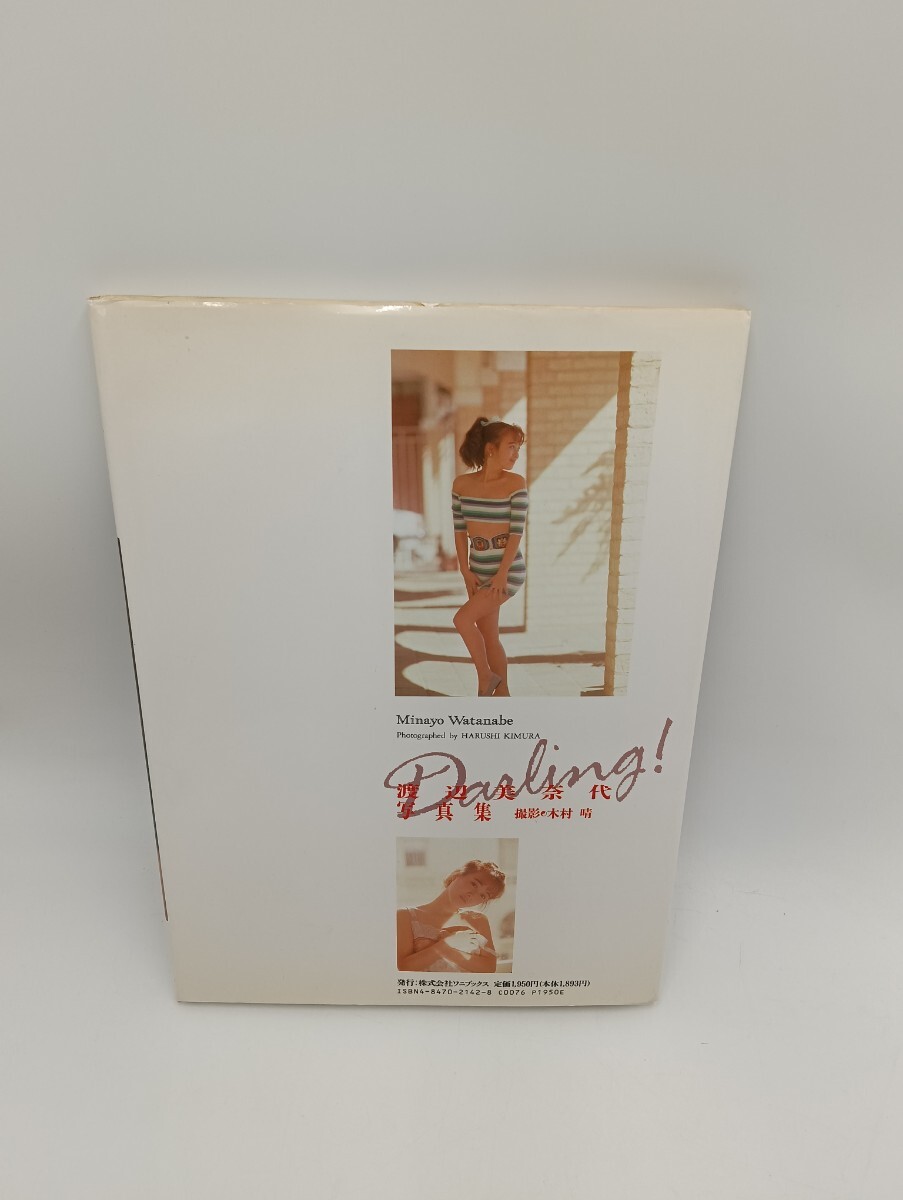 Minayo Watanabe
Photographed by HARUSHI KIMURA
Darling!
渡辺美奈代
写真集 撮影●木村 晴
発行:株式会社ワニブックス 定価1,950円(本体1,893円)
ISBN4-8470-2142-8 C0076 P1950E